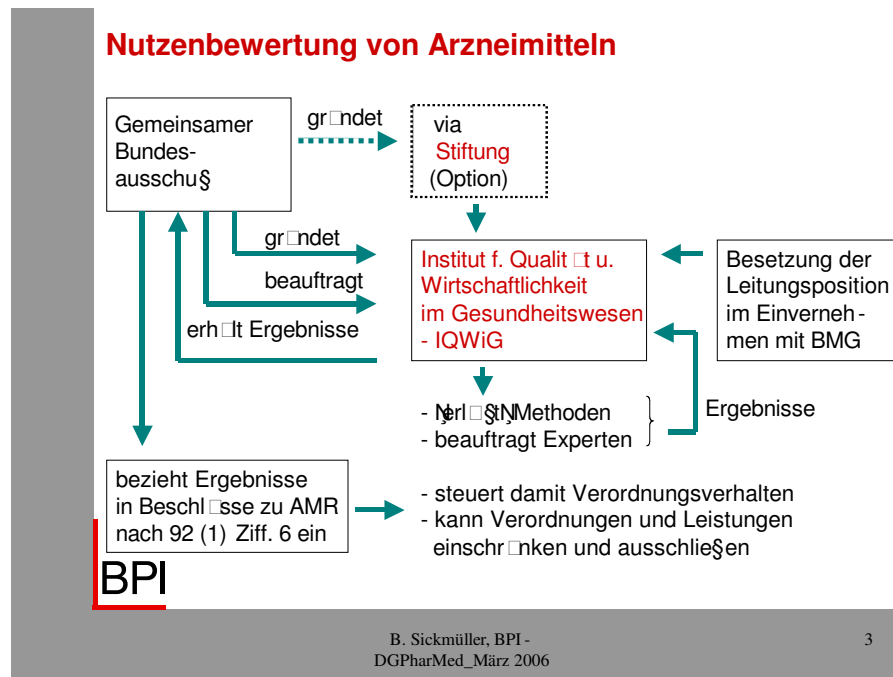 Nutzenbewertung von Arzneimitteln
Gemeinsamer
Bundes-
ausschu§
gr□ndet
via
Stiftung
(Option)
gr□ndet
beauftragt
erh□lt Ergebnisse
Institut f. Qualit□t u.
Wirtschaftlichkeit
im Gesundheitswesen
- IQWiG
Besetzung der
Leitungsposition
im Einverneh-
men mit BMG
- Methoden
- beauftragt Experten
Ergebnisse
bezieht Ergebnisse
in Beschl□sse zu AMR
nach 92 (1) Ziff. 6 ein
- steuert damit Verordnungsverhalten
- kann Verordnungen und Leistungen
einschr□nken und ausschlie§en
BPI
B. Sickmüller, BPI -
DGPharMed_März 2006
3